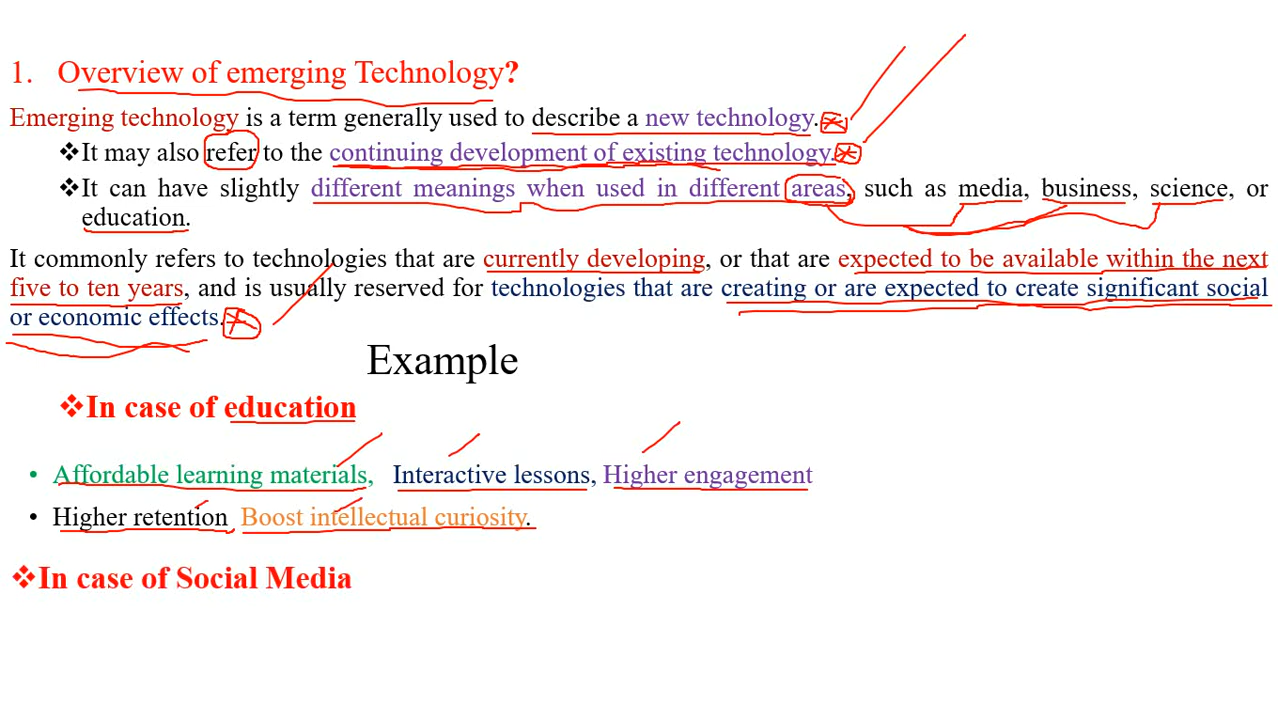 1. Overview of emerging Technology?
Emerging technology is a term generally used to describe a new technology.
❖It may also refer to the continuing development of existing technology.
❖It can have slightly different meanings when used in different areas, such as media, business, science, or
education.
It commonly refers to technologies that are currently developing, or that are expected to be available within the next
five to ten years, and is usually reserved for technologies that are creating or are expected to create significant social
or economic effects.
Example
❖In case of education
• Affordable learning materials, Interactive lessons, Higher engagement
• Higher retention, Boost intellectual curiosity.
❖In case of Social Media